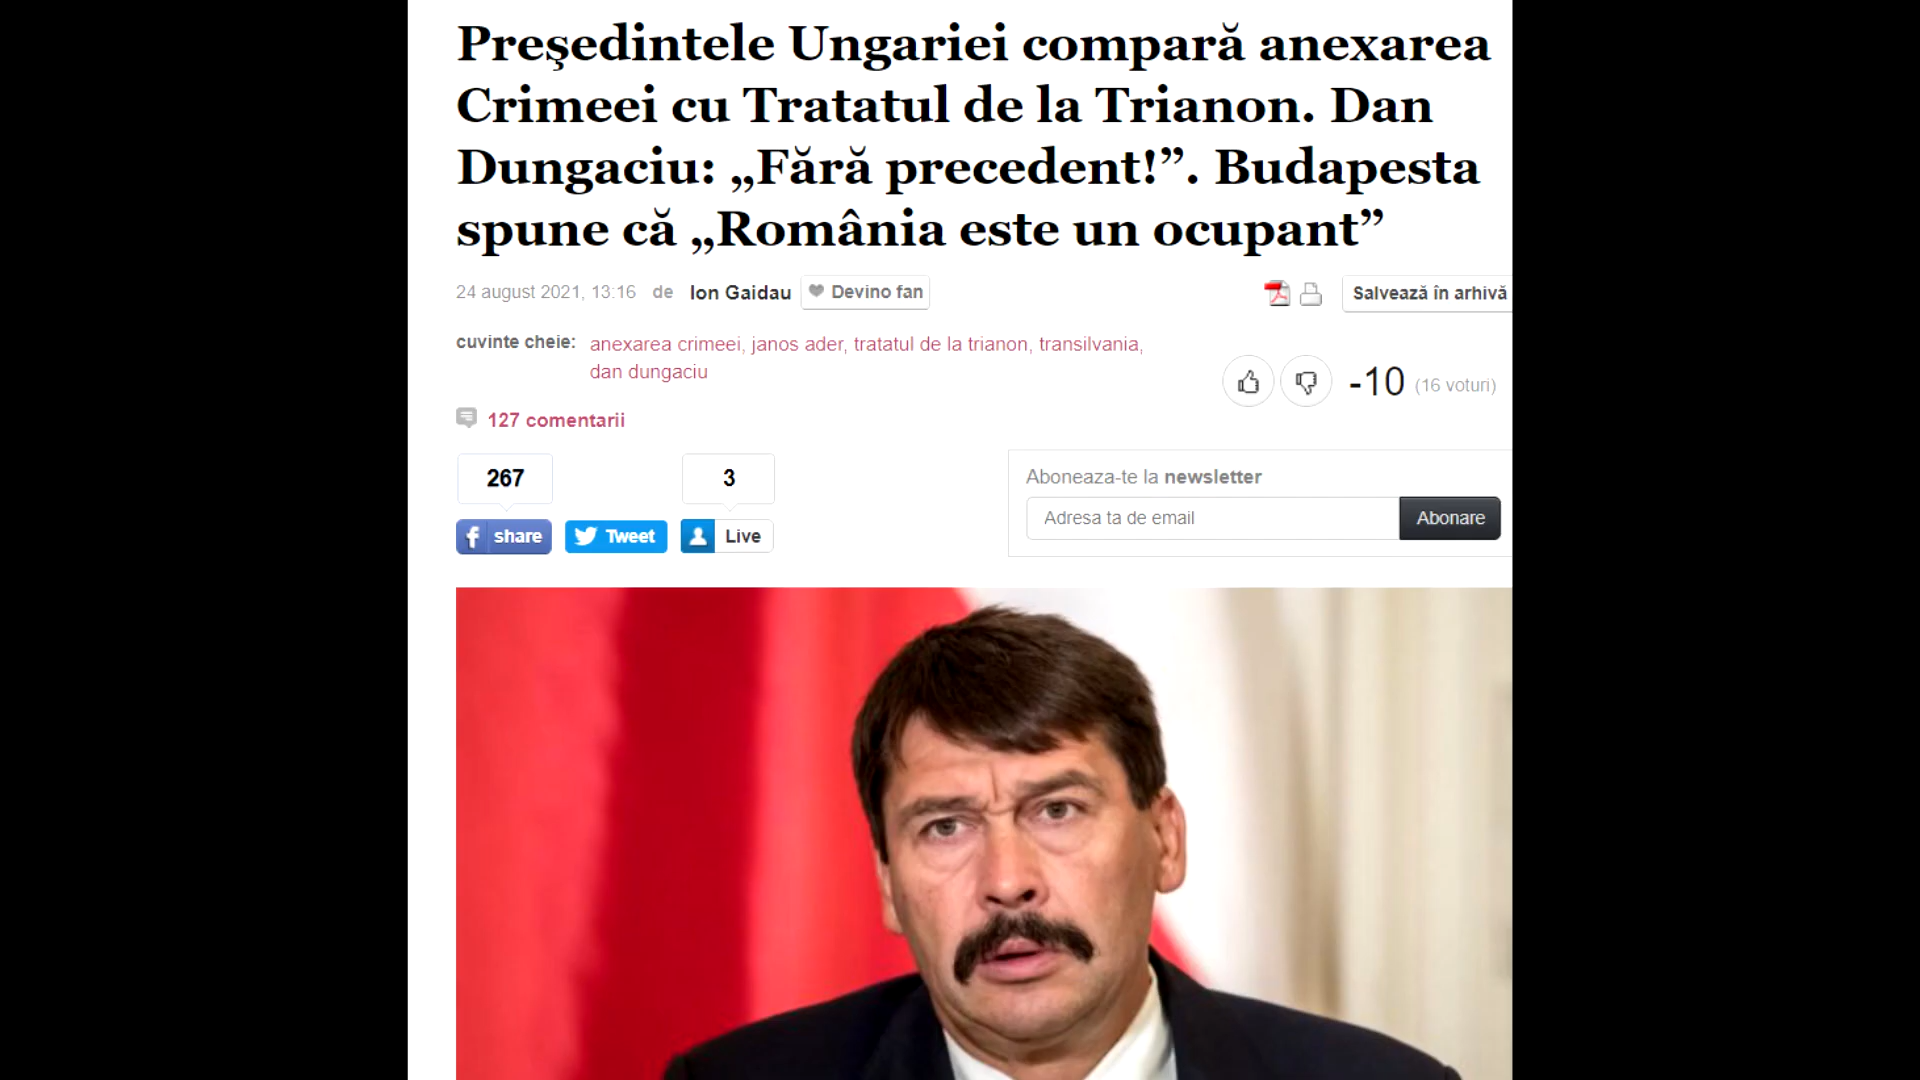 Preşedintele Ungariei compară anexarea
Crimeei cu Tratatul de la Trianon. Dan
Dungaciu: „Fără precedent!”. Budapesta
spune că „România este un ocupant”
24 august 2021, 13:16 de Ion Gaidau Devino fan
Salvează în arhivă
cuvinte cheie: anexarea crimeei, janos ader, tratatul de la trianon, transilvania,
dan dungaciu
-10 (16 voturi)
127 comentarii
267
3
share
Tweet
Live
Aboneaza-te la newsletter
Adresa ta de email
Abonare